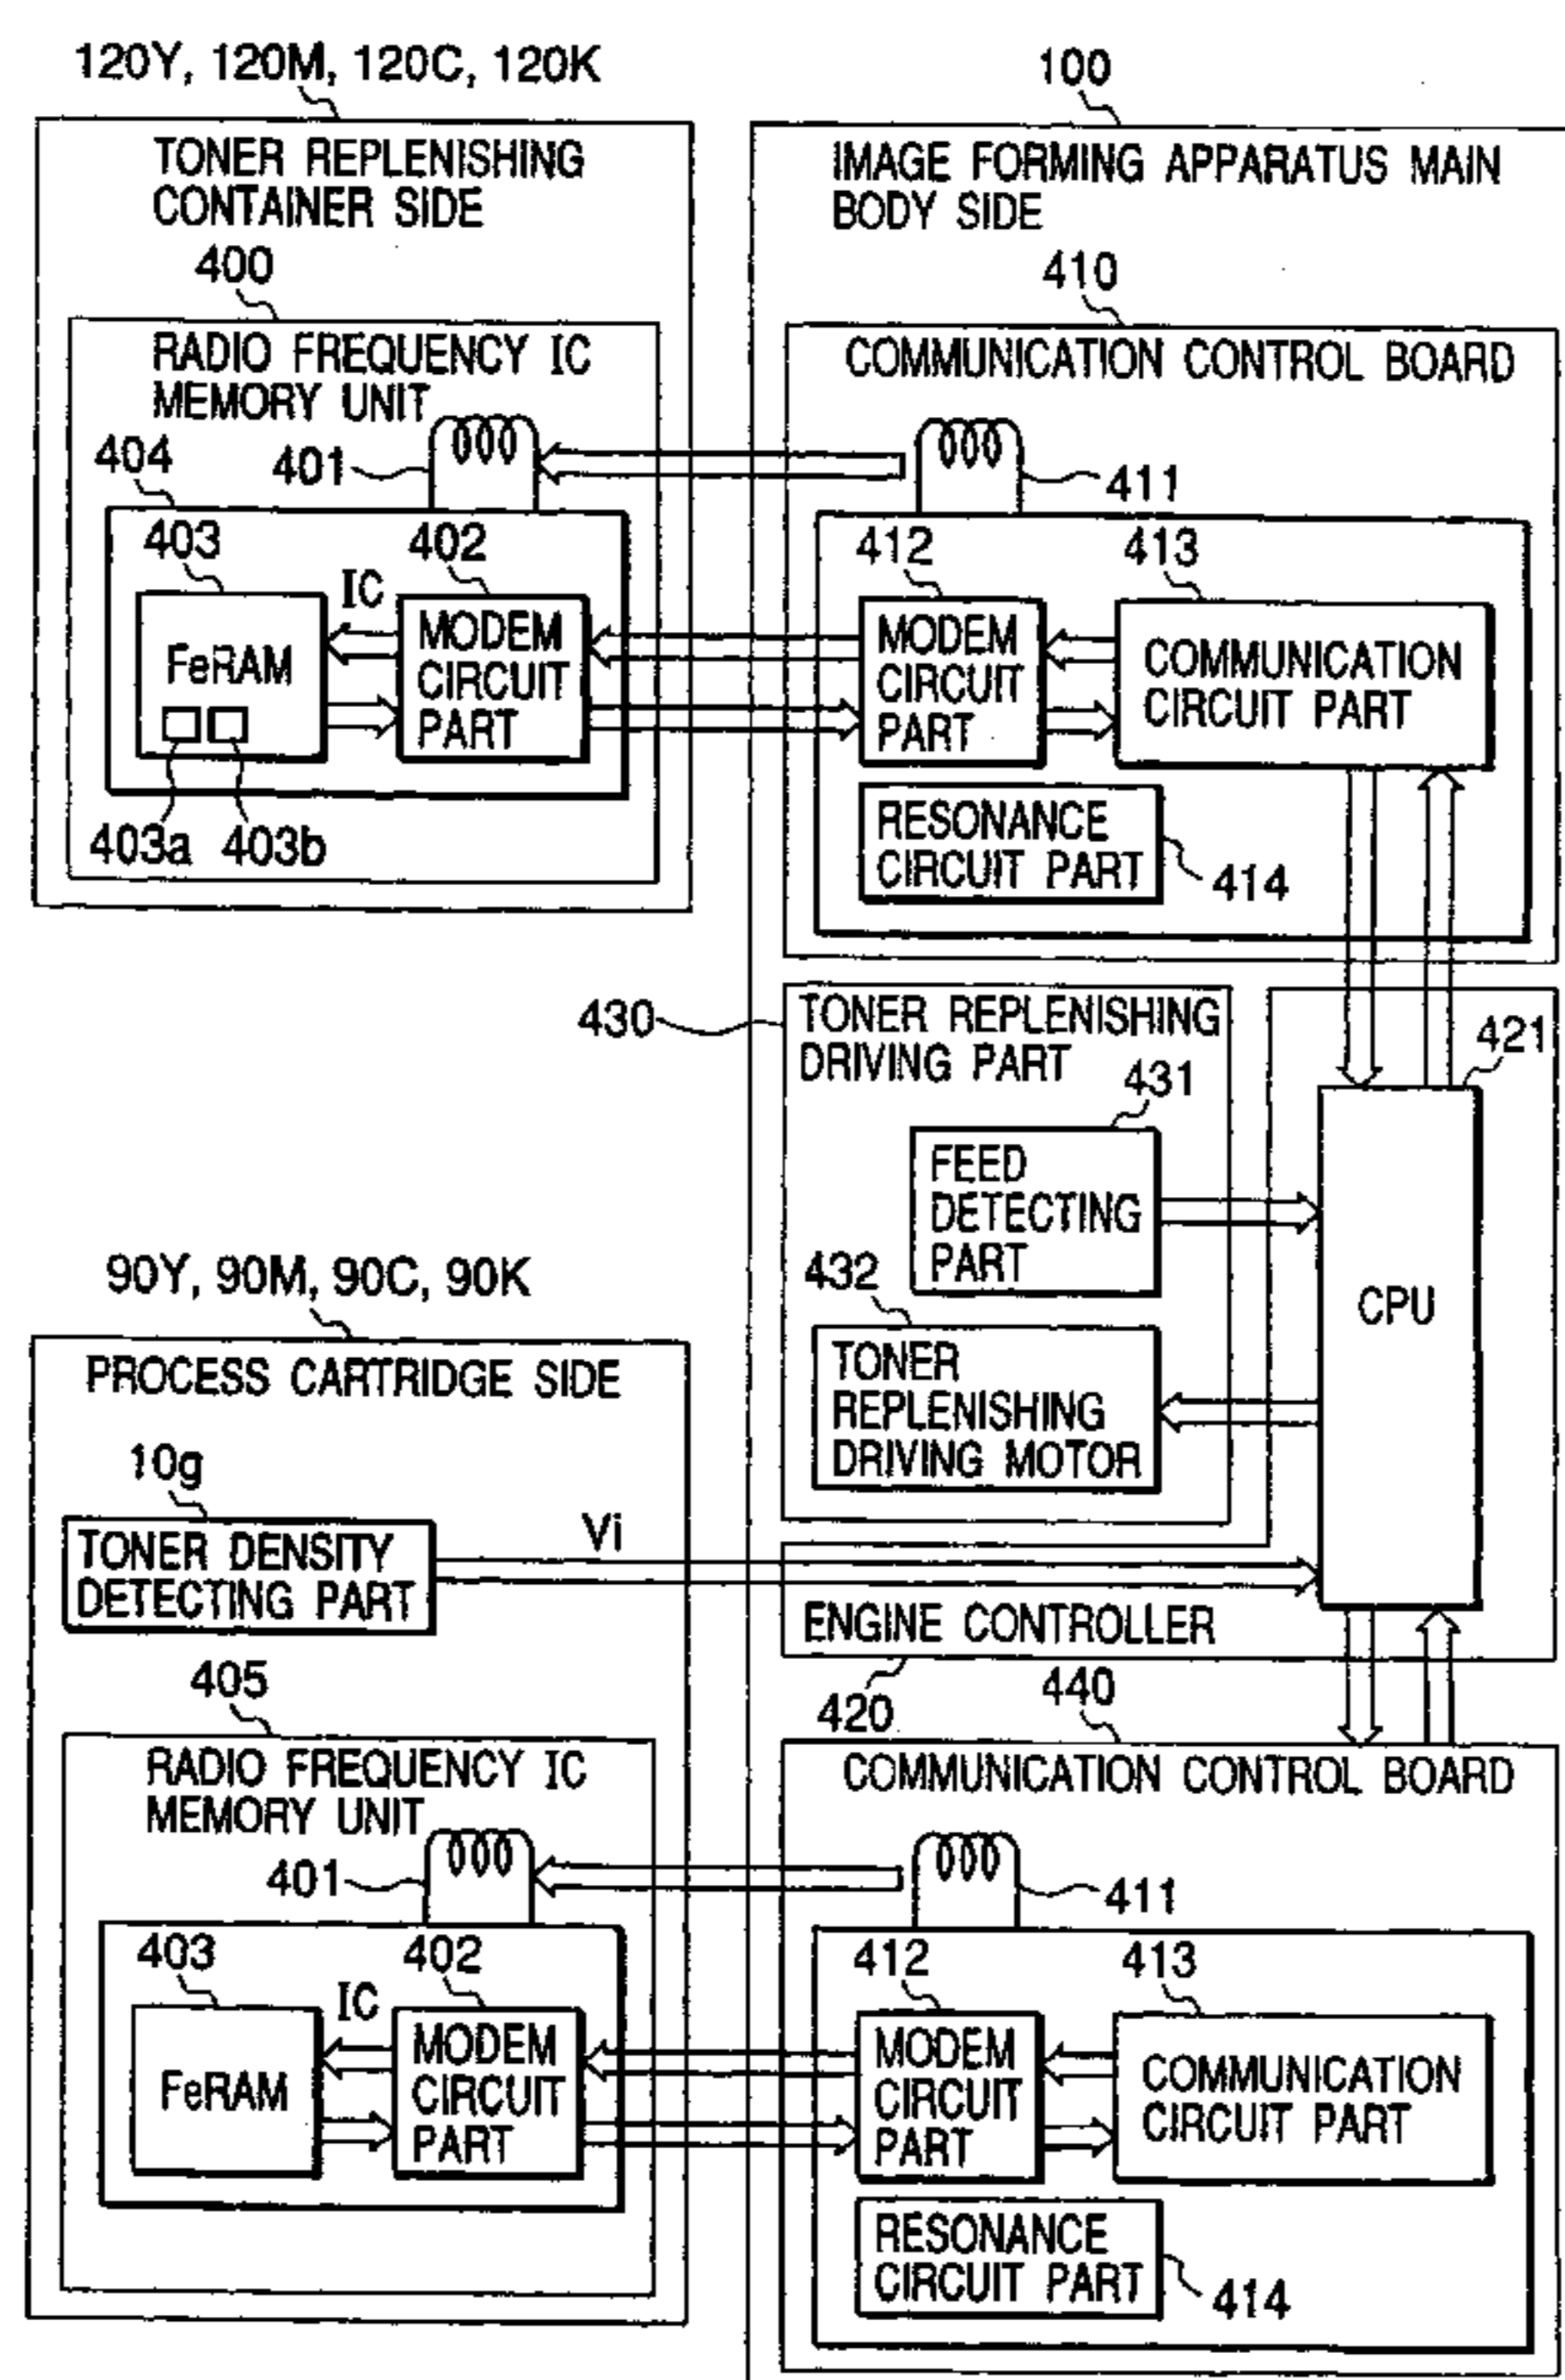 120Y, 120M, 120C, 120K
TONER REPLENISHING
CONTAINER SIDE
400
RADIO FREQUENCY IC
MEMORY UNIT
404
401
403
IC
402
FeRAM
MODEM
CIRCUIT
PART
403a
403b
100
IMAGE FORMING APPARATUS MAIN
BODY SIDE
410
COMMUNICATION CONTROL BOARD
411
412
413
MODEM
CIRCUIT
PART
COMMUNICATION
CIRCUIT PART
RESONANCE
CIRCUIT PART
414
430
TONER REPLENISHING
DRIVING PART
431
FEED
DETECTING
PART
432
TONER
REPLENISHING
DRIVING MOTOR
421
CPU
ENGINE CONTROLLER
420
90Y, 90M, 90C, 90K
PROCESS CARTRIDGE SIDE
10g
TONER DENSITY
DETECTING PART
Vi
405
RADIO FREQUENCY IC
MEMORY UNIT
401
403
IC
402
FeRAM
MODEM
CIRCUIT
PART
440
COMMUNICATION CONTROL BOARD
411
412
413
MODEM
CIRCUIT
PART
COMMUNICATION
CIRCUIT PART
RESONANCE
CIRCUIT PART
414